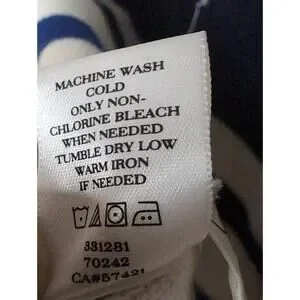 MACHINE WASH
COLD
ONLY NON-
CHLORINE BLEACH
WHEN NEEDED
TUMBLE DRY LOW
WARM IRON
IF NEEDED
331281
70242
CA#57421